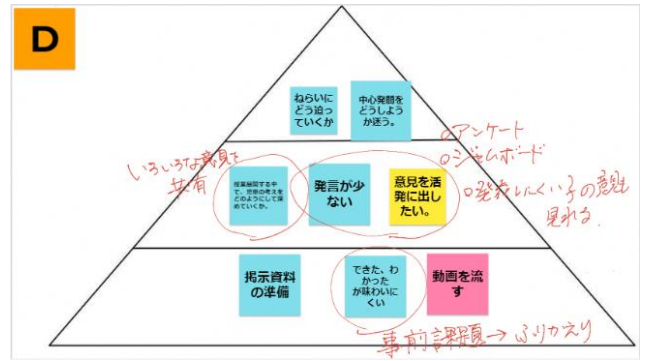 D
ねらいに
どう迫っ
ていくか
中心発問を
どうしよう
か迷う。
いろいろな意見を
共有
授業展開する中
で、児童の考えを
どのようにして深
めていくか。
発言が少
ない
意見を活
発に出し
たい。
○アンケート
○ジャムボード
○発表しにくい子の意見
見れる。
掲示資料
の準備
できた、わ
かった
が味わいに
くい
動画を流
す
事前課題→ふりかえり